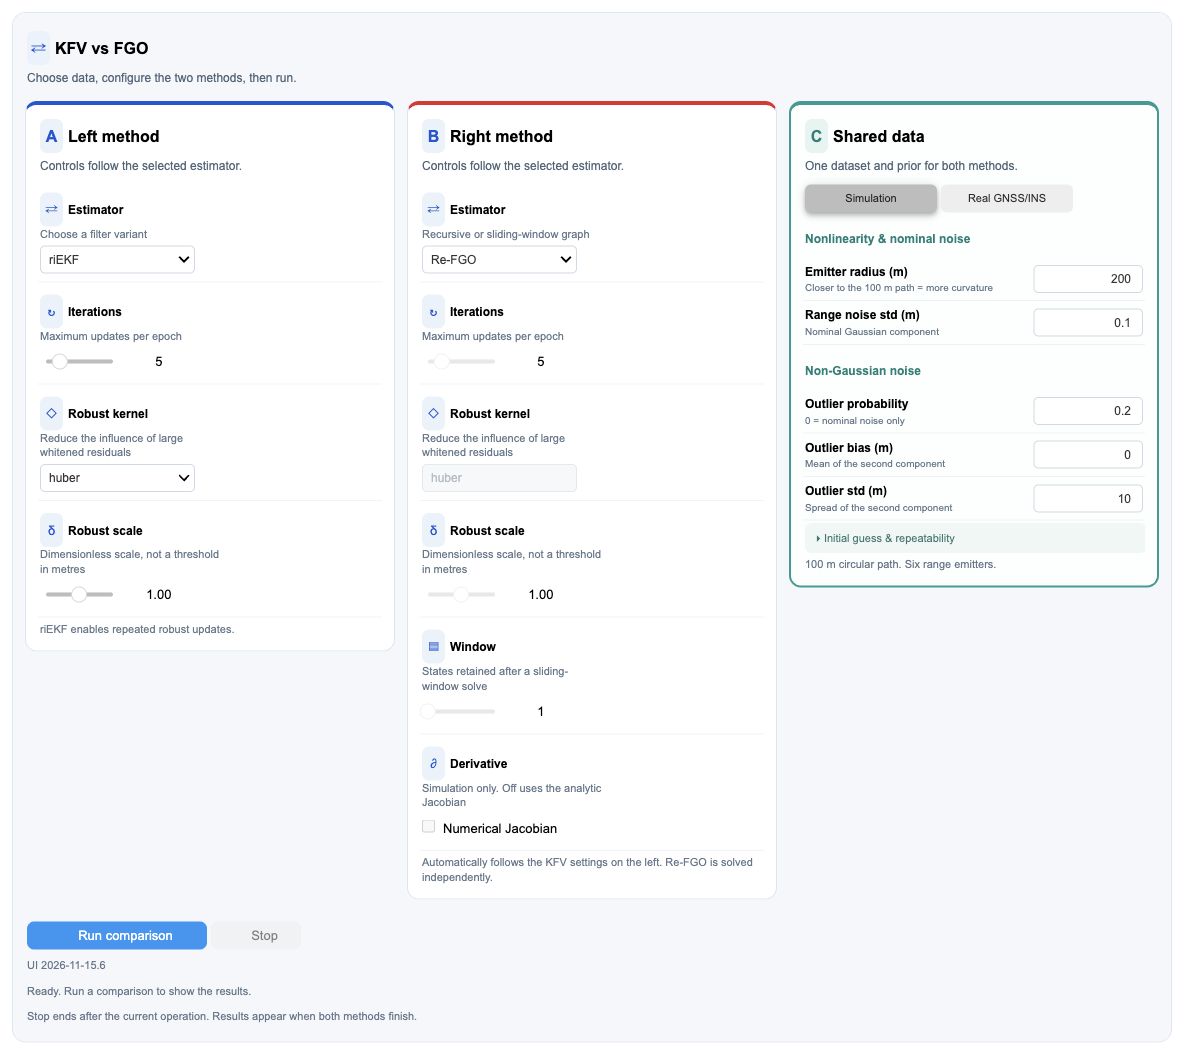 ⇄ KFV vs FGO
Choose data, configure the two methods, then run.
A Left method
Controls follow the selected estimator.
⇄ Estimator
Choose a filter variant
riEKF
↻ Iterations
Maximum updates per epoch
5
◇ Robust kernel
Reduce the influence of large
whitened residuals
huber
δ Robust scale
Dimensionless scale, not a threshold
in metres
1.00
riEKF enables repeated robust updates.
B Right method
Controls follow the selected estimator.
⇄ Estimator
Recursive or sliding-window graph
Re-FGO
↻ Iterations
Maximum updates per epoch
5
◇ Robust kernel
Reduce the influence of large
whitened residuals
huber
δ Robust scale
Dimensionless scale, not a threshold
in metres
1.00
▤ Window
States retained after a sliding-
window solve
1
∂ Derivative
Simulation only. Off uses the analytic
Jacobian
Numerical Jacobian
Automatically follows the KFV settings on the left. Re-FGO is solved
independently.
C Shared data
One dataset and prior for both methods.
Simulation Real GNSS/INS
Nonlinearity & nominal noise
Emitter radius (m) 200
Closer to the 100 m path = more curvature
Range noise std (m) 0.1
Nominal Gaussian component
Non-Gaussian noise
Outlier probability 0.2
0 = nominal noise only
Outlier bias (m) 0
Mean of the second component
Outlier std (m) 10
Spread of the second component
▸ Initial guess & repeatability
100 m circular path. Six range emitters.
Run comparison Stop
UI 2026-11-15.6
Ready. Run a comparison to show the results.
Stop ends after the current operation. Results appear when both methods finish.